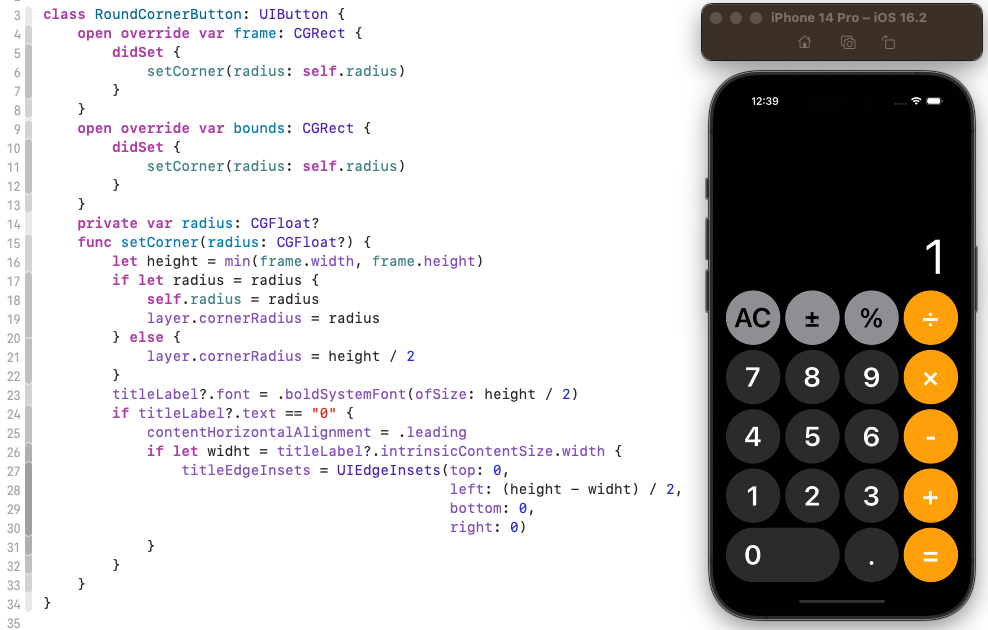 3 class RoundCornerButton: UIButton {
4 open override var frame: CGRect {
5 didSet {
6 setCorner(radius: self.radius)
7 }
8 }
9 open override var bounds: CGRect {
10 didSet {
11 setCorner(radius: self.radius)
12 }
13 }
14 private var radius: CGFloat?
15 func setCorner(radius: CGFloat?) {
16 let height = min(frame.width, frame.height)
17 if let radius = radius {
18 self.radius = radius
19 layer.cornerRadius = radius
20 } else {
21 layer.cornerRadius = height / 2
22 }
23 titleLabel?.font = .boldSystemFont(ofSize: height / 2)
24 if titleLabel?.text == "0" {
25 contentHorizontalAlignment = .leading
26 if let widht = titleLabel?.intrinsicContentSize.width {
27 titleEdgeInsets = UIEdgeInsets(top: 0,
28 left: (height - widht) / 2,
29 bottom: 0,
30 right: 0)
31 }
32 }
33 }
34 }
35
iPhone 14 Pro – iOS 16.2
12:39
1
AC ± % ÷
7 8 9 ×
4 5 6 -
1 2 3 +
0 . =